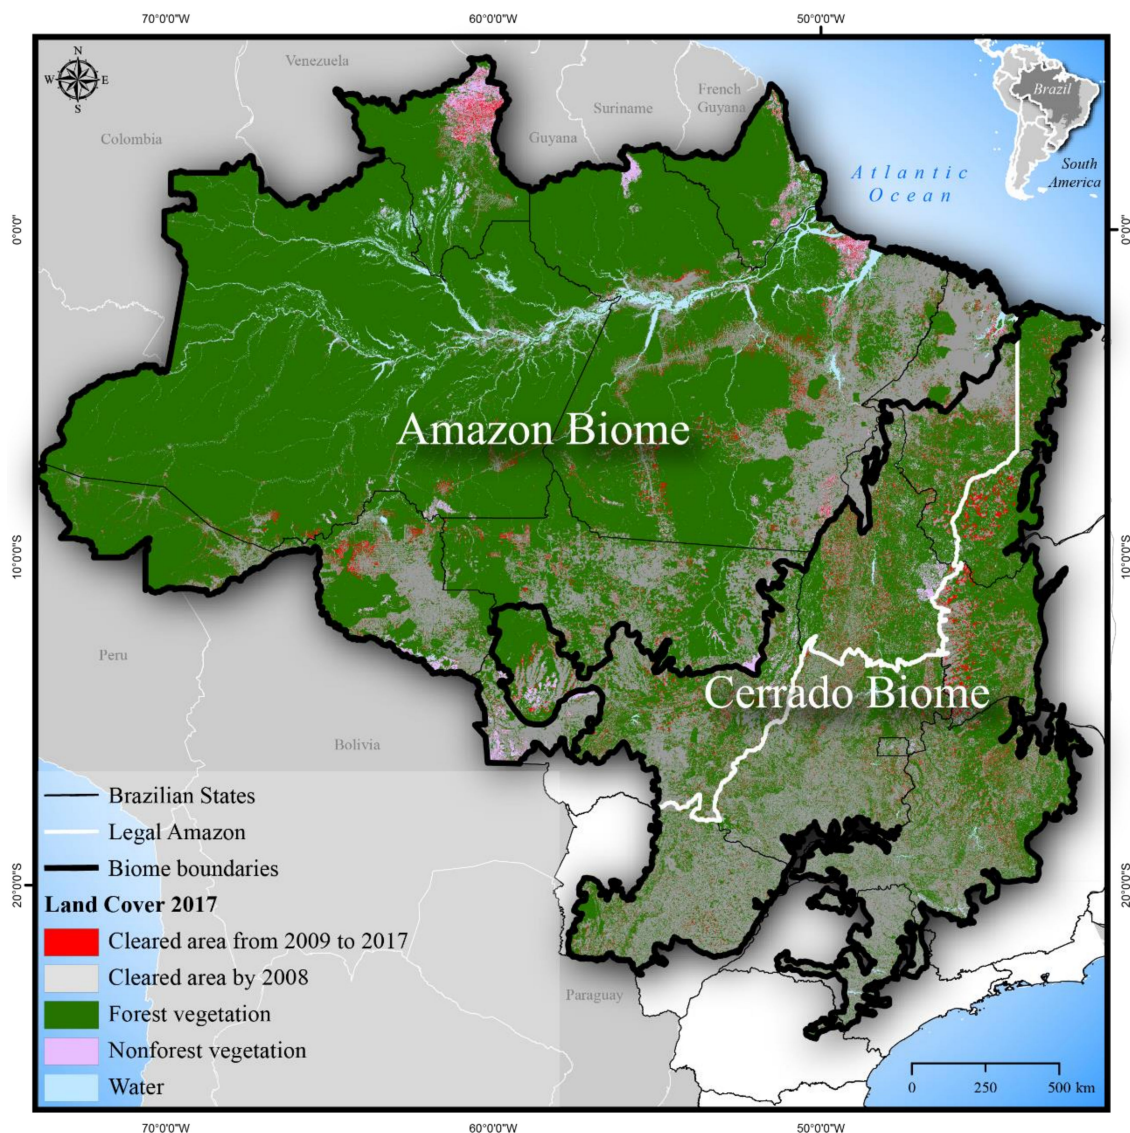 70°0'0"W
60°0'0"W
50°0'0"W
N
W
E
S
Venezuela
Colombia
Guyana
Suriname
French
Guyana
Brazil
South
America
Atlantic
Ocean
0°0'0"
0°0'0"
Amazon Biome
10°0'0"S
10°0'0"S
Peru
Cerrado Biome
Bolivia
Brazilian States
Legal Amazon
Biome boundaries
20°0'0"S
20°0'0"S
Land Cover 2017
Cleared area from 2009 to 2017
Cleared area by 2008
Paraguay
Forest vegetation
Nonforest vegetation
Water
0
250
500 km
70°0'0"W
60°0'0"W
50°0'0"W